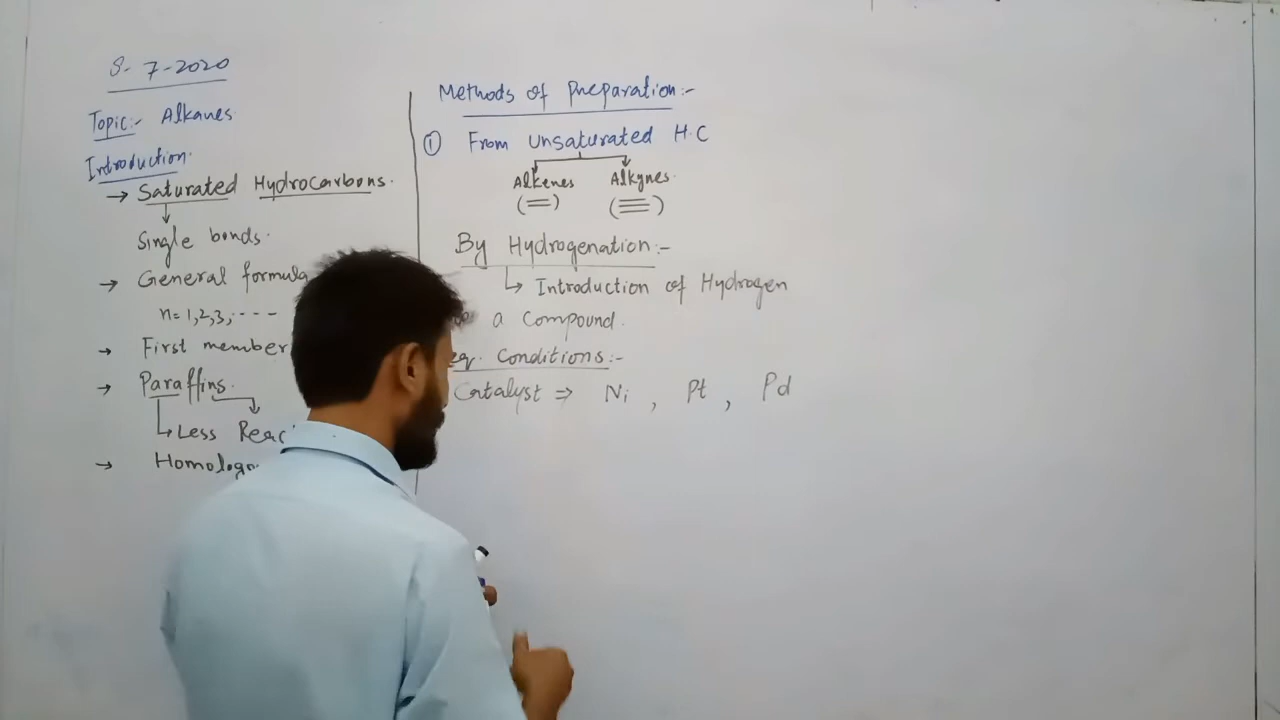 8-7-2020
Topic:- Alkanes
Introduction
→ Saturated Hydrocarbons.
Single bonds.
→ General formula
n=1,2,3,----
→ First member
→ Paraffins.
Less
→
Methods of Preparation:-
① From Unsaturated H.C
Alkenes Alkynes.
(=) (≡)
By Hydrogenation:-
Introduction of Hydrogen
a Compound.
Conditions:-
Catalyst ⇒ Ni , Pt , Pd